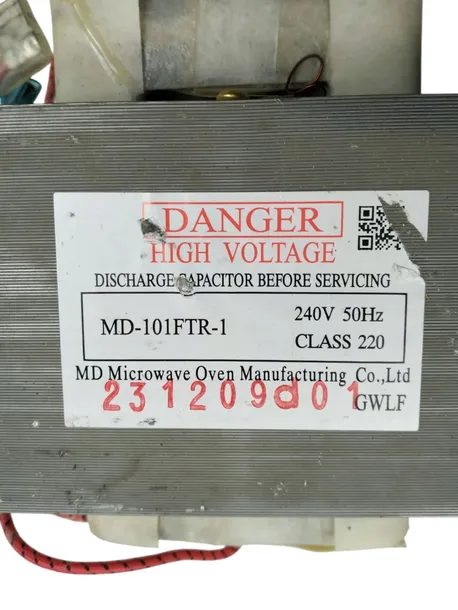 DANGER
HIGH VOLTAGE
DISCHARGE CAPACITOR BEFORE SERVICING
MD-101FTR-1
240V 50Hz
CLASS 220
MD Microwave Oven Manufacturing Co.,Ltd
231209d01
GWLF